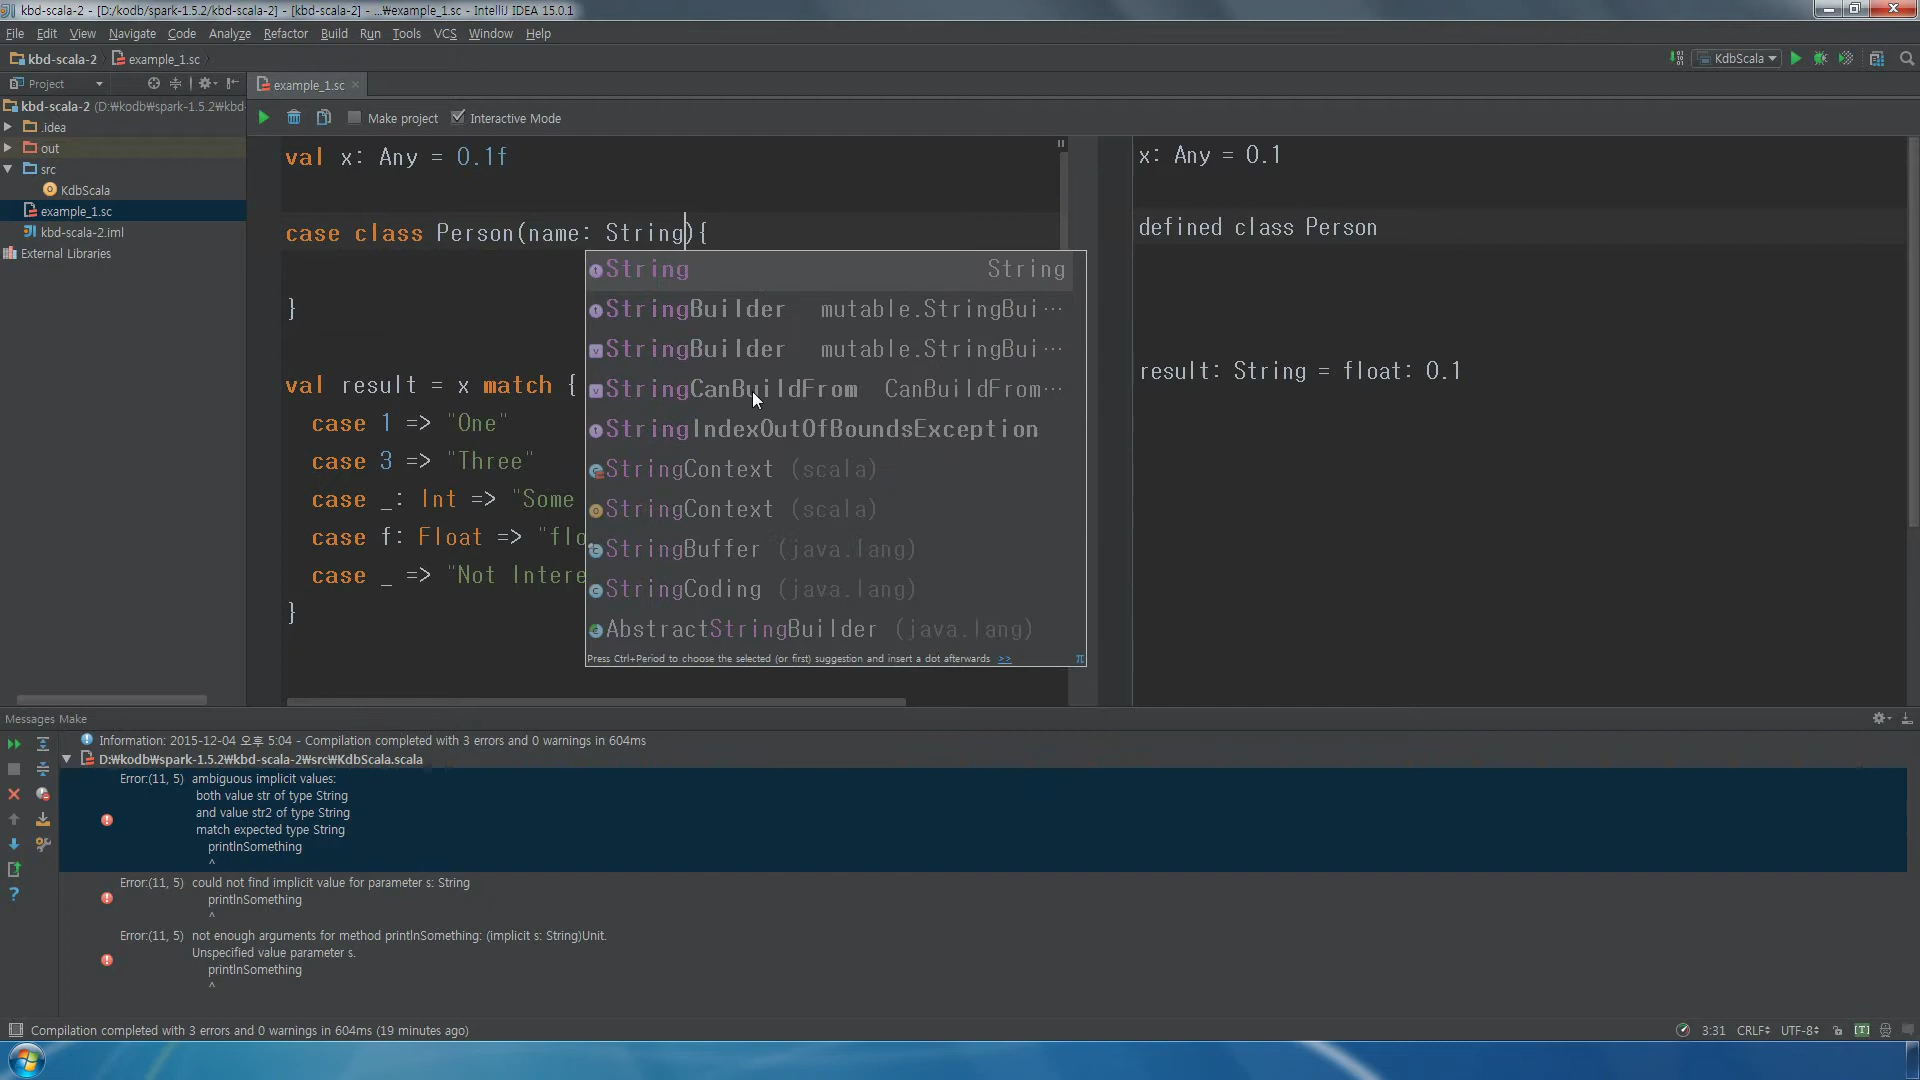 kbd-scala-2 - [D:/kodb/spark-1.5.2/kbd-scala-2] - [kbd-scala-2] - ...₩example_1.sc - IntelliJ IDEA 15.0.1
File Edit View Navigate Code Analyze Refactor Build Run Tools VCS Window Help
kbd-scala-2 example_1.sc KdbScala
Project example_1.sc
kbd-scala-2 (D:₩kodb₩spark-1.5.2₩kbd-
.idea
out
src
KdbScala
example_1.sc
kbd-scala-2.iml
External Libraries
Make project Interactive Mode
val x: Any = 0.1f
case class Person(name: String){
}
val result = x match {
case 1 => "One"
case 3 => "Three"
case _: Int => "Some
case f: Float => "flo
case _ => "Not Intere
}
String String
StringBuilder mutable.StringBui…
StringBuilder mutable.StringBui…
StringCanBuildFrom CanBuildFrom…
StringIndexOutOfBoundsException
StringContext (scala)
StringContext (scala)
StringBuffer (java.lang)
StringCoding (java.lang)
AbstractStringBuilder (java.lang)
Press Ctrl+Period to choose the selected (or first) suggestion and insert a dot afterwards >> π
x: Any = 0.1
defined class Person
result: String = float: 0.1
Messages Make
Information: 2015-12-04 오후 5:04 - Compilation completed with 3 errors and 0 warnings in 604ms
D:₩kodb₩spark-1.5.2₩kbd-scala-2₩src₩KdbScala.scala
Error:(11, 5) ambiguous implicit values:
both value str of type String
and value str2 of type String
match expected type String
printlnSomething
^
Error:(11, 5) could not find implicit value for parameter s: String
printlnSomething
^
Error:(11, 5) not enough arguments for method printlnSomething: (implicit s: String)Unit.
Unspecified value parameter s.
printlnSomething
^
Compilation completed with 3 errors and 0 warnings in 604ms (19 minutes ago) 3:31 CRLF UTF-8 [T]